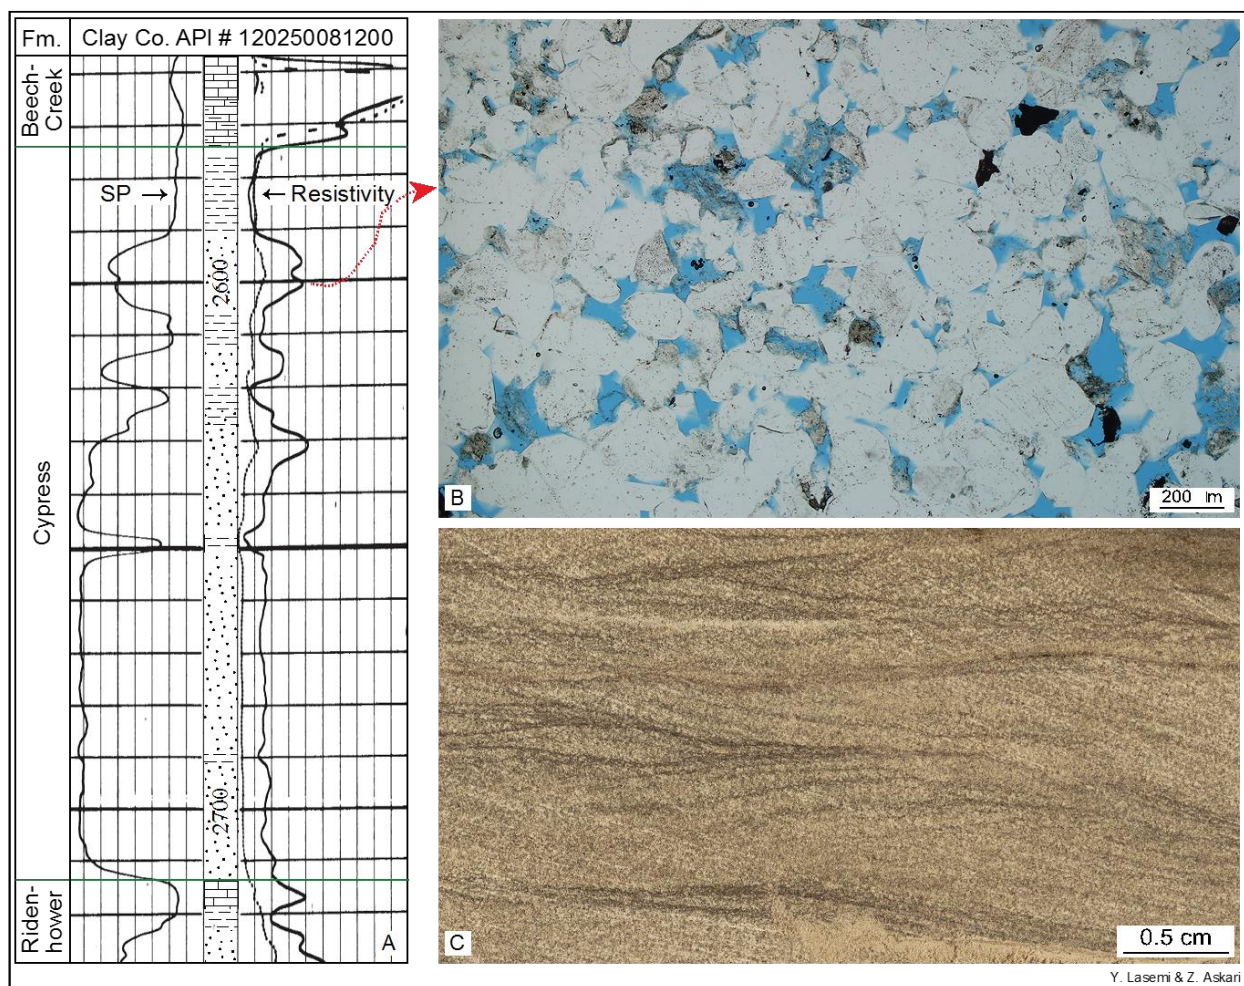 Fm. Clay Co. API # 120250081200
Beech-
Creek
SP → ← Resistivity
2600
Cypress
2700
Riden-
hower
A
B
200 lm
C
0.5 cm
Y. Lasemi & Z. Askari